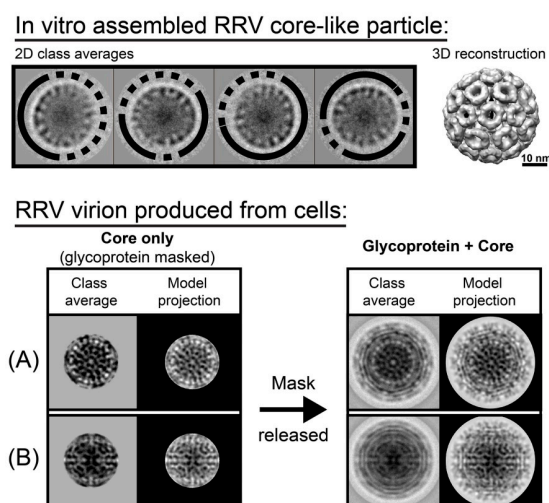 In vitro assembled RRV core-like particle:
2D class averages
3D reconstruction
10 nm
RRV virion produced from cells:
Core only
(glycoprotein masked)
Glycoprotein + Core
Class average
Model projection
Class average
Model projection
(A)
Mask
released
(B)